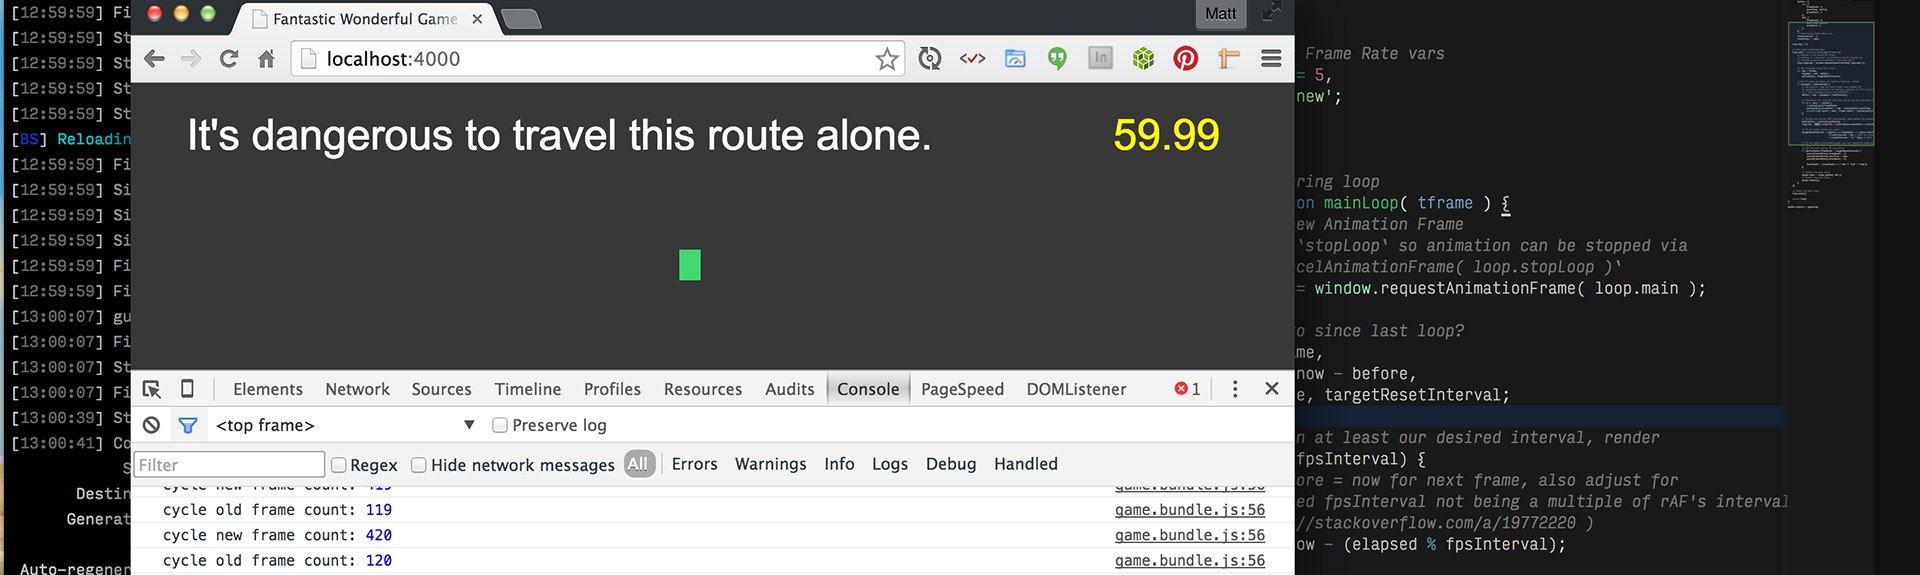 [12:59:59] Fi
[12:59:59] St
[12:59:59] St
[12:59:59] St
[12:59:59] St
[BS] Reloadin
[12:59:59] Fi
[12:59:59] Si
[12:59:59] Si
[12:59:59] Si
[12:59:59] Fi
[12:59:59] Fi
[13:00:07] gu
[13:00:07] Fi
[13:00:07] St
[13:00:07] Fi
[13:00:39] St
[13:00:41] Co
S
Destin
Generat
Auto-regener
Fantastic Wonderful Game
Matt
localhost:4000
In
It's dangerous to travel this route alone.
59.99
Elements Network Sources Timeline Profiles Resources Audits Console PageSpeed DOMListener 1
<top frame> Preserve log
Filter Regex Hide network messages All Errors Warnings Info Logs Debug Handled
cycle new frame count: 419 game.bundle.js:56
cycle old frame count: 119 game.bundle.js:56
cycle new frame count: 420 game.bundle.js:56
cycle old frame count: 120 game.bundle.js:56
Frame Rate vars
= 5,
new';
ring loop
on mainLoop( tframe ) {
ew Animation Frame
`stopLoop` so animation can be stopped via
celAnimationFrame( loop.stopLoop )`
= window.requestAnimationFrame( loop.main );
o since last loop?
me,
now - before,
e, targetResetInterval;
n at least our desired interval, render
fpsInterval) {
ore = now for next frame, also adjust for
ed fpsInterval not being a multiple of rAF's interval
//stackoverflow.com/a/19772220 )
ow - (elapsed % fpsInterval);